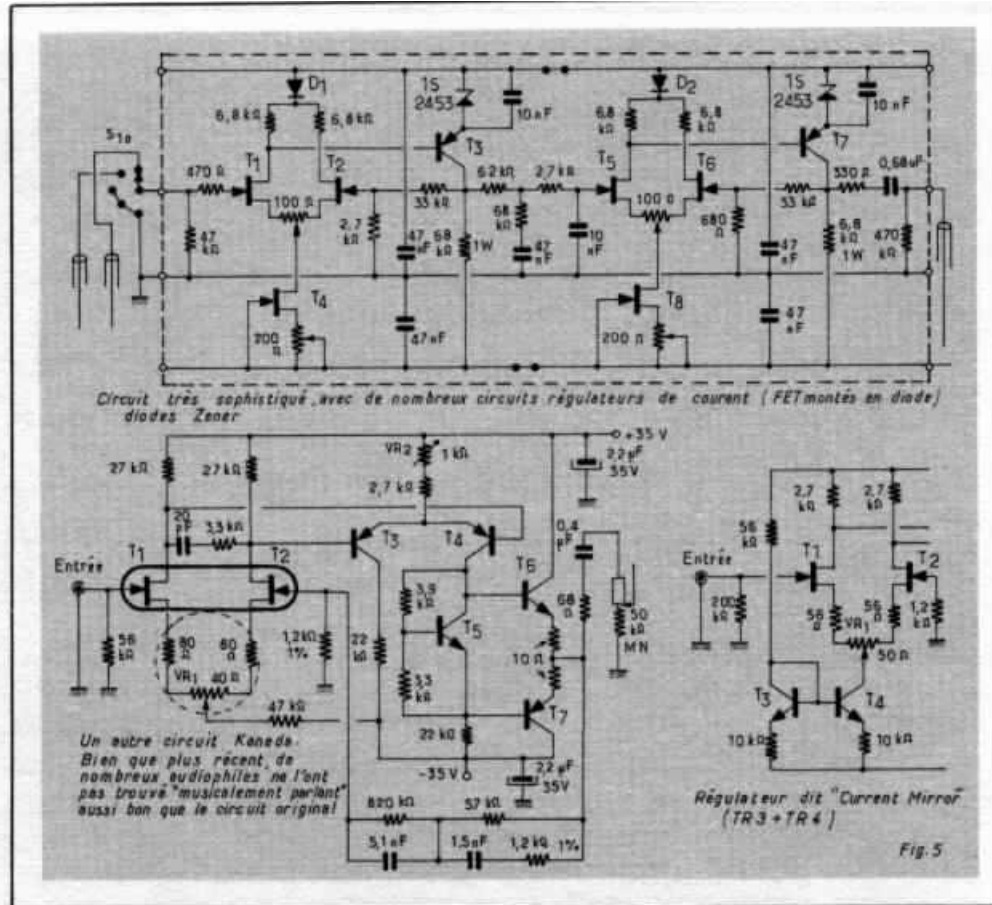 D1
1S
2453
10 nF
D2
1S
2453
10 nF
6,8 kΩ
6,8 kΩ
6,8
kΩ
6,8
kΩ
S1a
T3
T7
470 Ω
T1
T2
6,2 kΩ
2,7 kΩ
T5
T6
330 Ω
0,68 µF
100 Ω
33 kΩ
100 Ω
33 kΩ
47
kΩ
2,7
kΩ
47
nF
68
kΩ
1W
68
kΩ
47
nF
10
nF
680
Ω
47
nF
6,8
kΩ
1W
470
kΩ
T4
T8
200
Ω
47 nF
200 Ω
47
nF
Circuit très sophistiqué, avec de nombreux circuits régulateurs de courant (FET montés en diode)
diodes Zener
+35 V
27 kΩ
27 kΩ
VR2
1 kΩ
2,2 µF
35V
2,7 kΩ
20
pF
3,3 kΩ
T3
T4
T1
T2
Entrée
T6
3,9
kΩ
T5
68
Ω
50
kΩ
MN
56
kΩ
80
Ω
60
Ω
1,2 kΩ
1%
22
kΩ
10 Ω
VR1
40 Ω
3,3
kΩ
T7
47 kΩ
22 kΩ
-35 V
2,2
µF
35V
Un autre circuit Kaneda.
Bien que plus récent, de
nombreux audiophiles ne l'ont
pas trouvé "musicalement parlant"
aussi bon que le circuit original
820 kΩ
57 kΩ
5,1 nF
1,5 nF
1,2 kΩ
1%
56
kΩ
2,7
kΩ
2,7
kΩ
Entrée
T1
T2
200
kΩ
56
Ω
56
Ω
1,2
kΩ
VR1
50 Ω
T3
T4
10 kΩ
10 kΩ
Régulateur dit "Current Mirror"
(TR3 + TR4)
Fig. 5